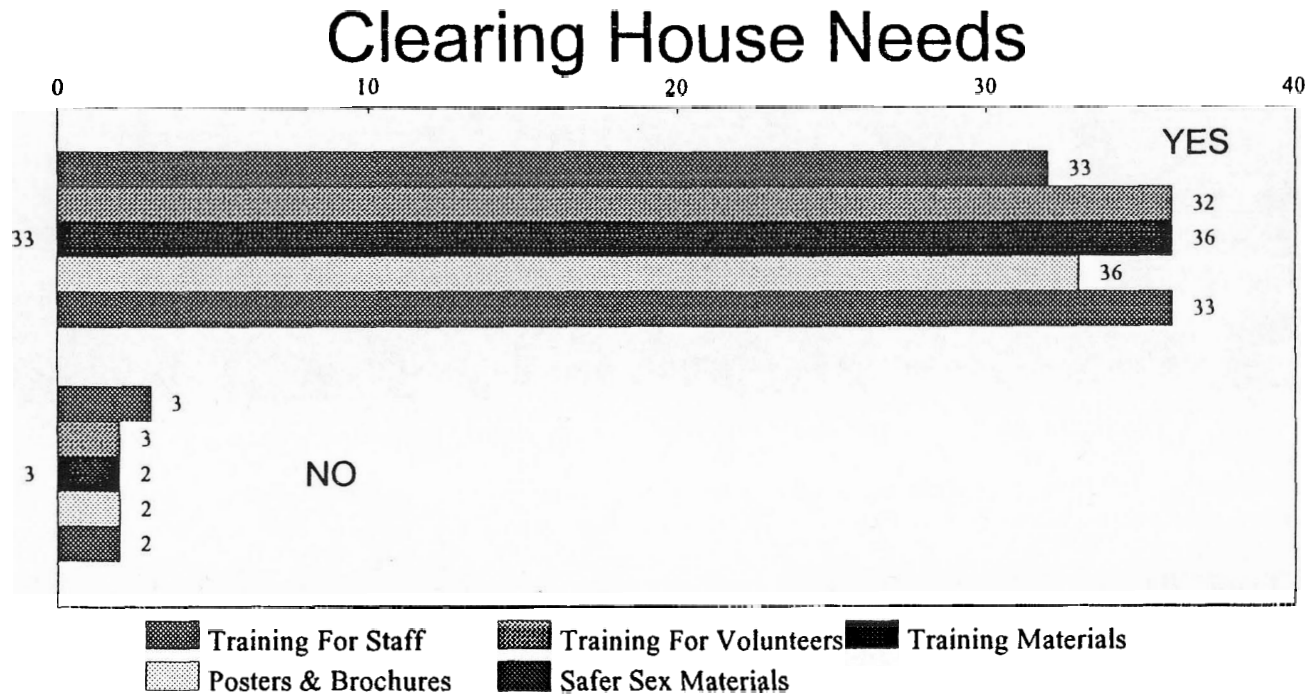 Clearing House Needs
0 10 20 30 40
YES
33
32
33 36
36
33
3
3
3 2
NO
2
2
Training For Staff Training For Volunteers Training Materials
Posters & Brochures Safer Sex Materials